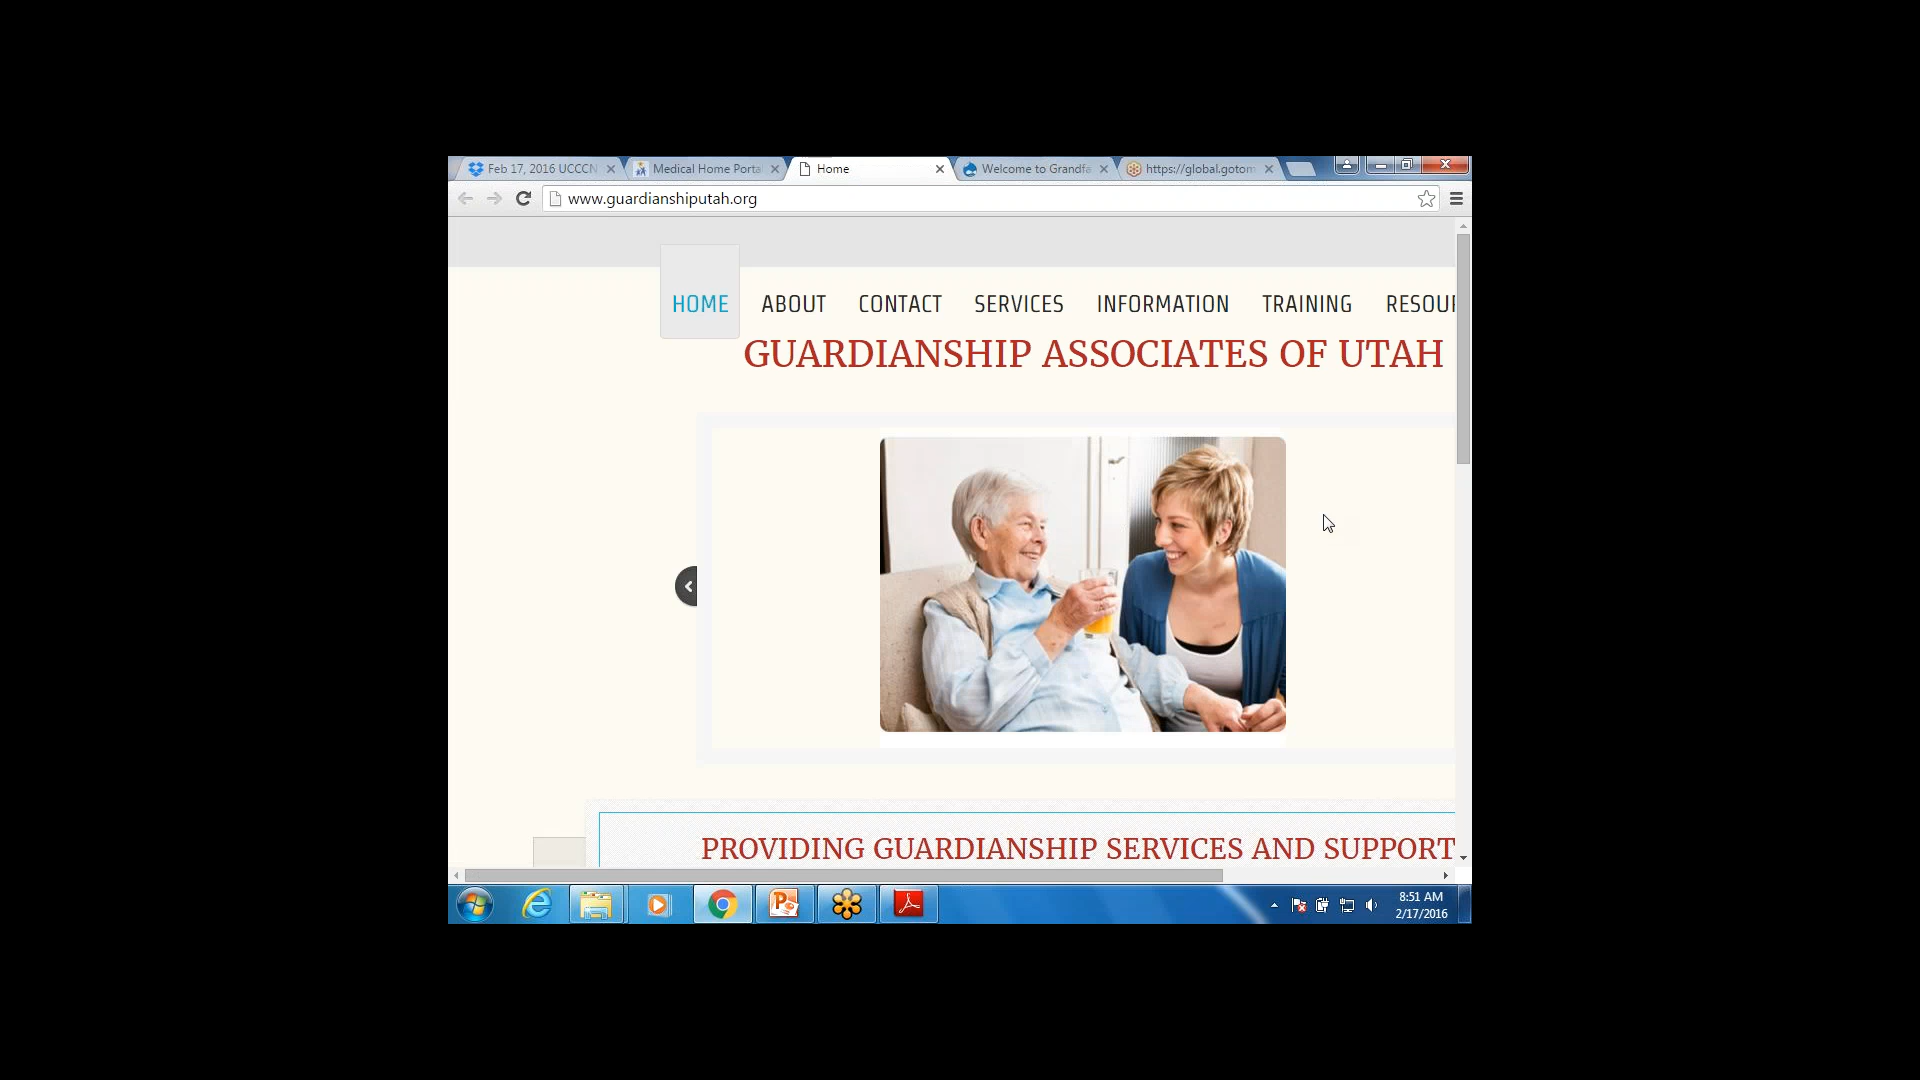 Feb 17, 2016 UCCCN
Medical Home Porta
Home
Welcome to Grandfa
https://global.gotom
www.guardianshiputah.org
HOME ABOUT CONTACT SERVICES INFORMATION TRAINING RESOUR
GUARDIANSHIP ASSOCIATES OF UTAH
PROVIDING GUARDIANSHIP SERVICES AND SUPPORT
8:51 AM
2/17/2016